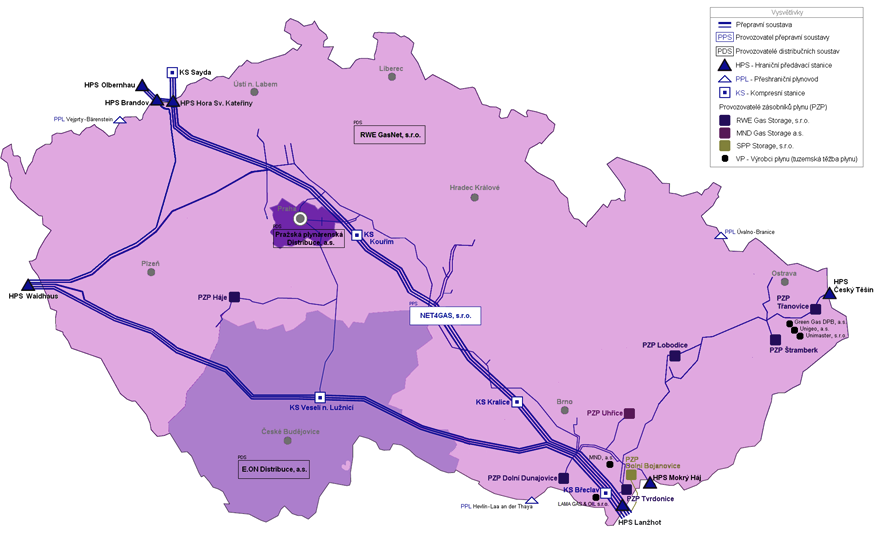 Vysvětlivky
Přepravní soustava
PPS Provozovatel přepravní soustavy
PDS Provozovatelé distribučních soustav
HPS - Hraniční předávací stanice
PPL - Přeshraniční plynovod
KS - Kompresní stanice
Provozovatelé zásobníků plynu (PZP)
RWE Gas Storage, s.r.o.
MND Gas Storage a.s.
SPP Storage, s.r.o.
VP - Výrobci plynu (tuzemská těžba plynu)
KS Sayda
HPS Olbernhau
HPS Brandov
HPS Hora Sv. Kateřiny
PPL Vejprty-Bärenstein
Ústí n. Labem
Liberec
PDS
RWE GasNet, s.r.o.
Hradec Králové
Praha
PDS
Pražská plynárenská
Distribuce, a.s.
KS
Kouřim
PPL Úvalno-Branice
Plzeň
HPS Waidhaus
PZP Háje
PPS
NET4GAS, s.r.o.
Ostrava
HPS
Český Těšín
PZP
Třanovice
Green Gas DPB, a.s.
Unigeo, a.s.
Unimaster, s.r.o.
PZP Lobodice
PZP Štramberk
KS Veselí n. Lužnicí
KS Kralice
Brno
PZP Uhřice
České Budějovice
PDS
E.ON Distribuce, a.s.
MND, a.s.
PZP
Dolní Bojanovice
PZP Dolní Dunajovice
HPS Mokrý Háj
KS Břeclav
PZP Tvrdonice
LAMA GAS & OIL s.r.o.
PPL Hevlín-Laa an der Thaya
HPS Lanžhot